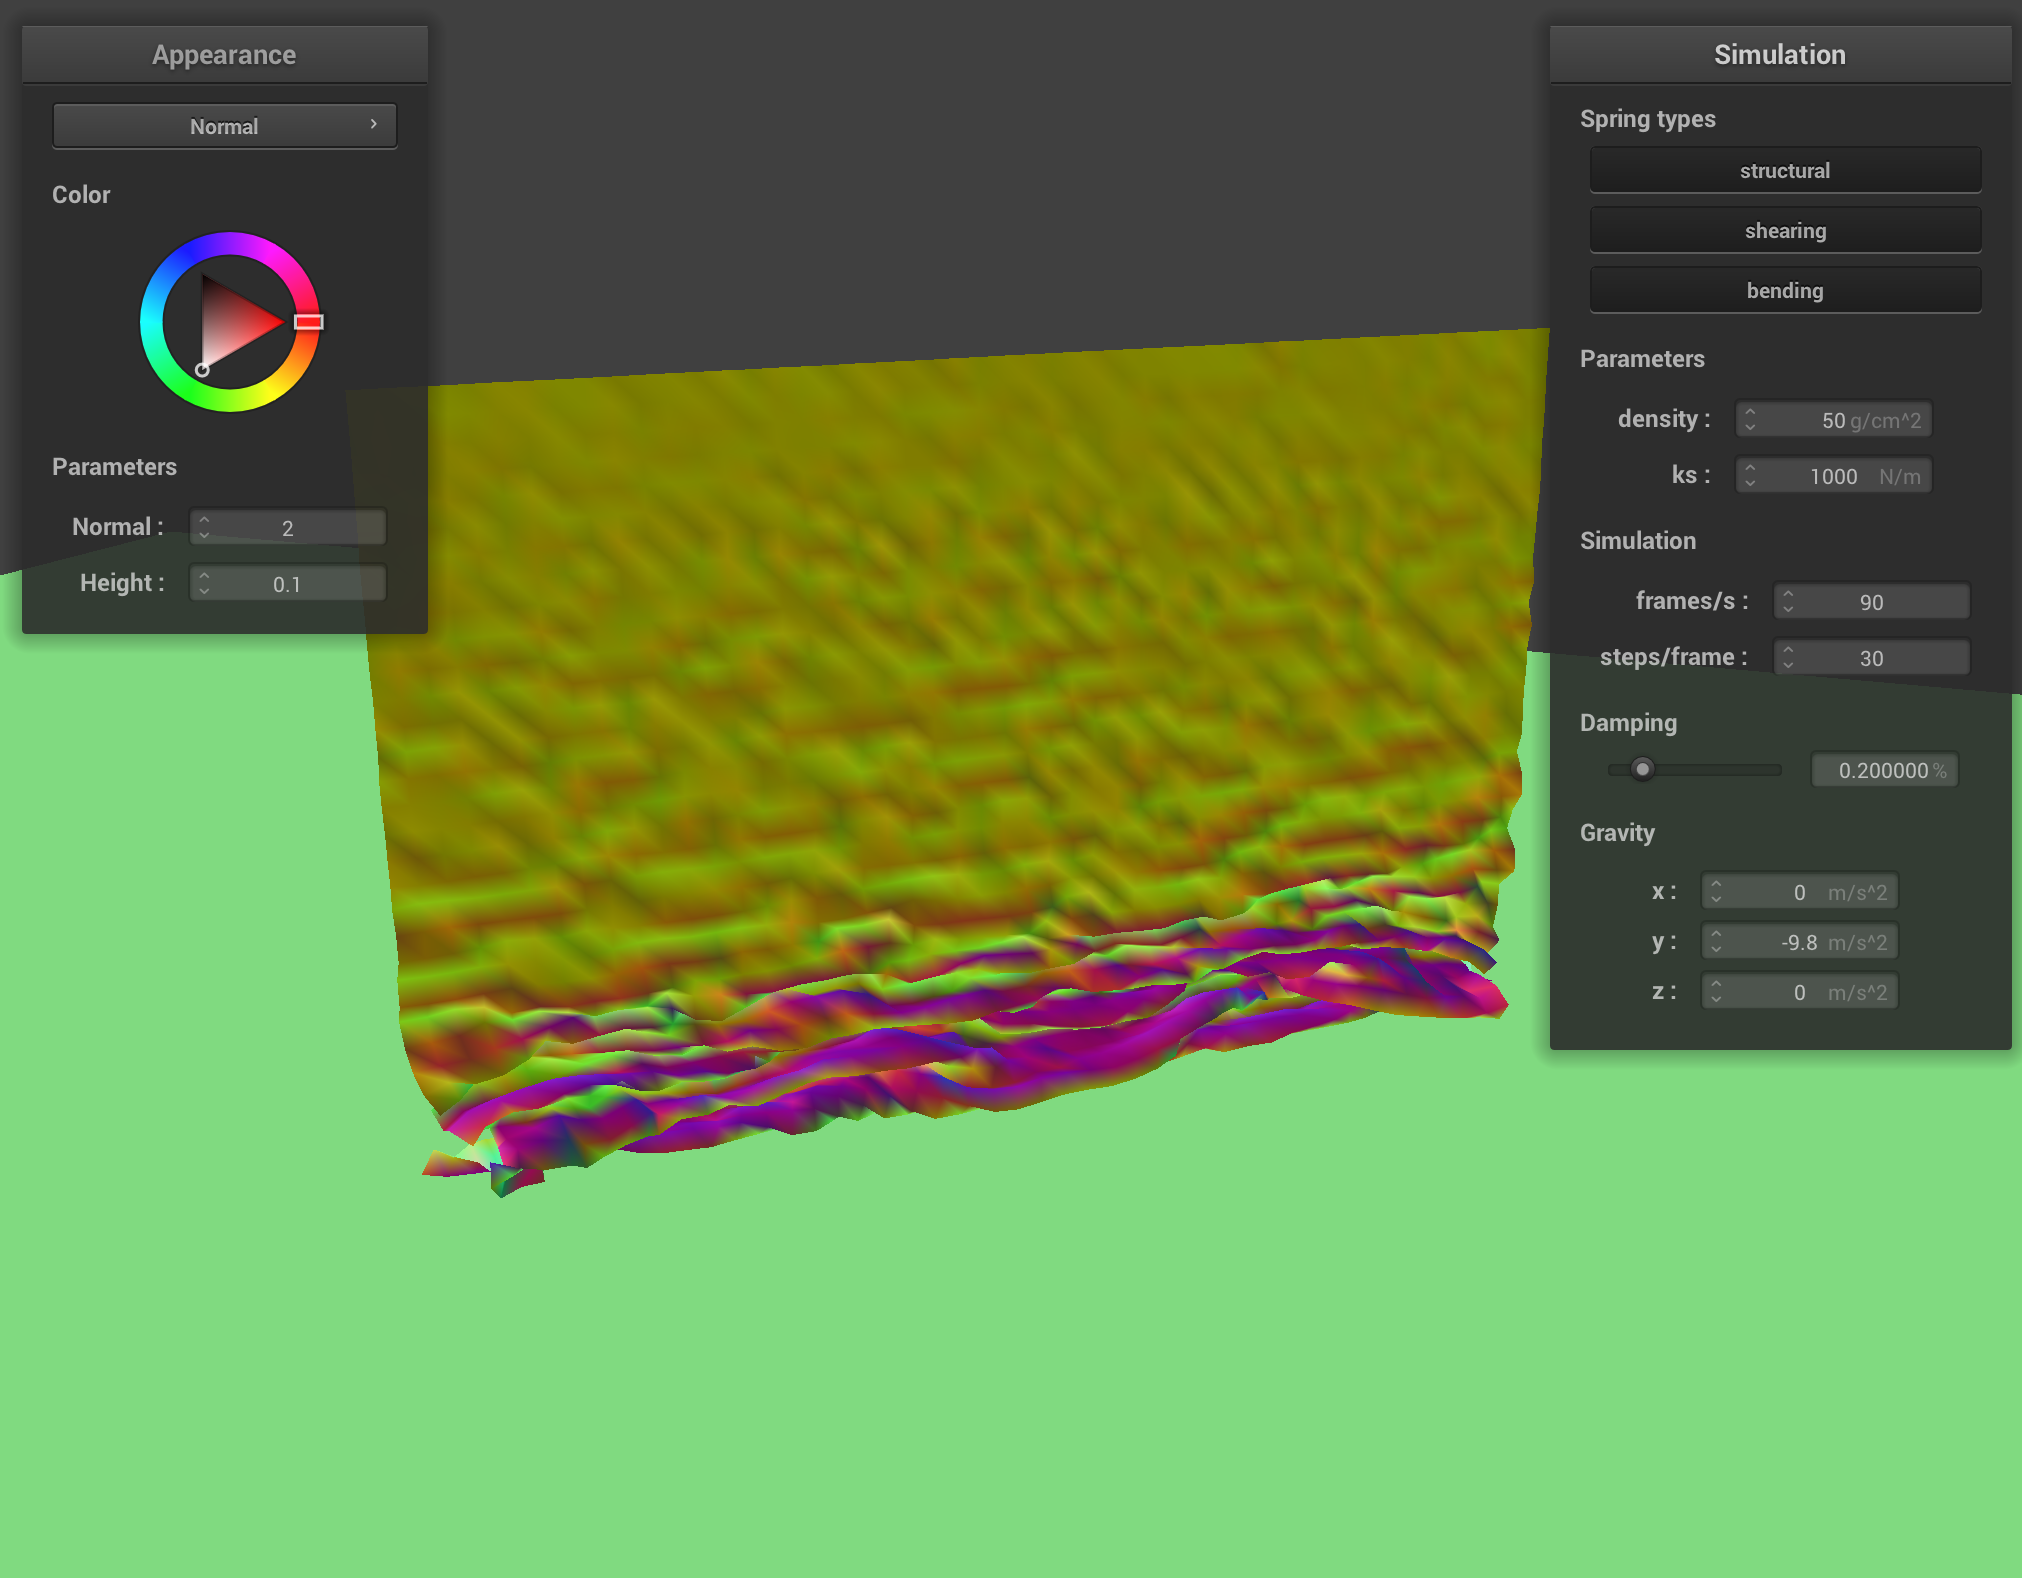 Appearance
Normal
Color
Parameters
Normal : 2
Height : 0.1
Simulation
Spring types
structural
shearing
bending
Parameters
density : 50 g/cm^2
ks : 1000 N/m
Simulation
frames/s : 90
steps/frame : 30
Damping
0.200000 %
Gravity
x : 0 m/s^2
y : -9.8 m/s^2
z : 0 m/s^2